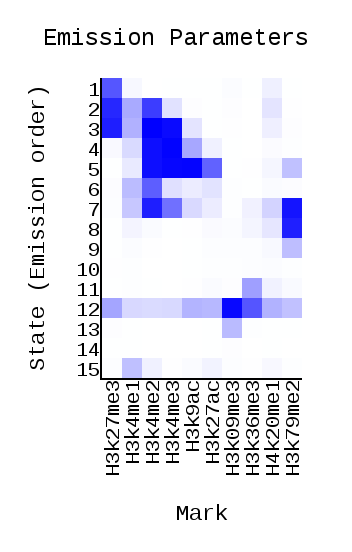 Emission Parameters
State (Emission order)
1
2
3
4
5
6
7
8
9
10
11
12
13
14
15
H3k27me3
H3k4me1
H3k4me2
H3k4me3
H3k9ac
H3k27ac
H3k09me3
H3k36me3
H4k20me1
H3k79me2
Mark